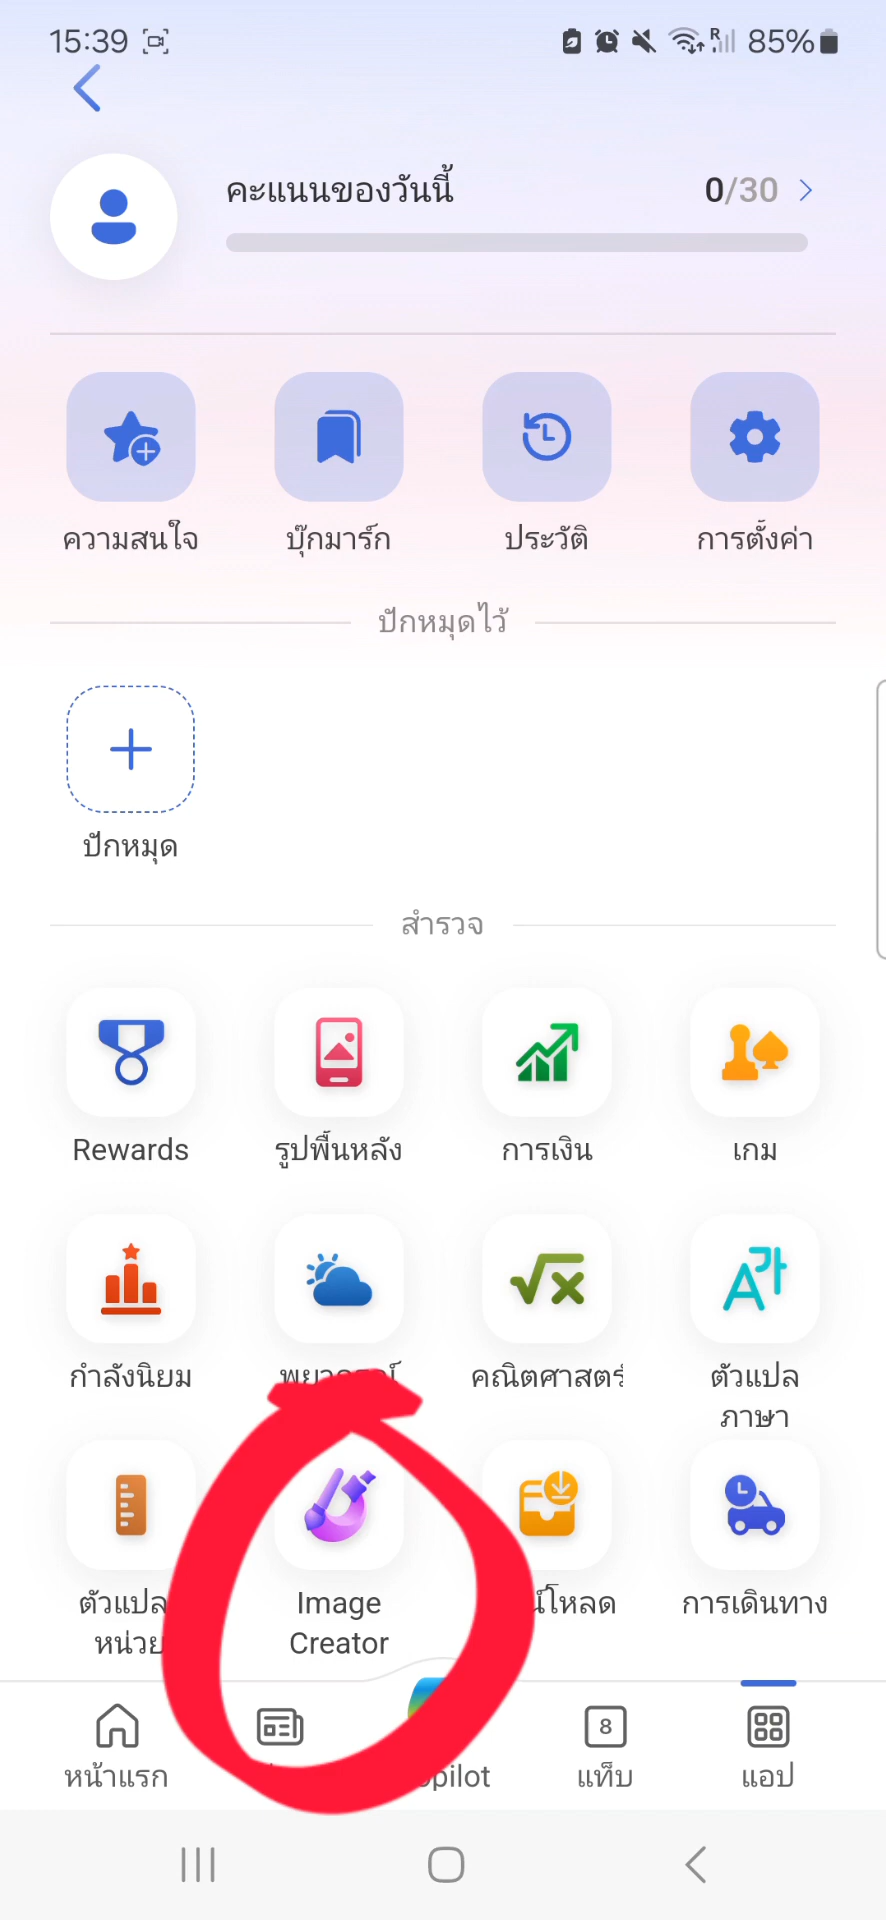 15:39
R
85%
คะแนนของวันนี้ 0/30
ความสนใจ บุ๊กมาร์ก ประวัติ การตั้งค่า
ปักหมุดไว้
ปักหมุด
สำรวจ
Rewards รูปพื้นหลัง การเงิน เกม
กำลังนิยม คณิตศาสตร์ ตัวแปล
ภาษา
ตัวแปล Image การเดินทาง
หน่วย Creator
8
หน้าแรก แท็บ แอป